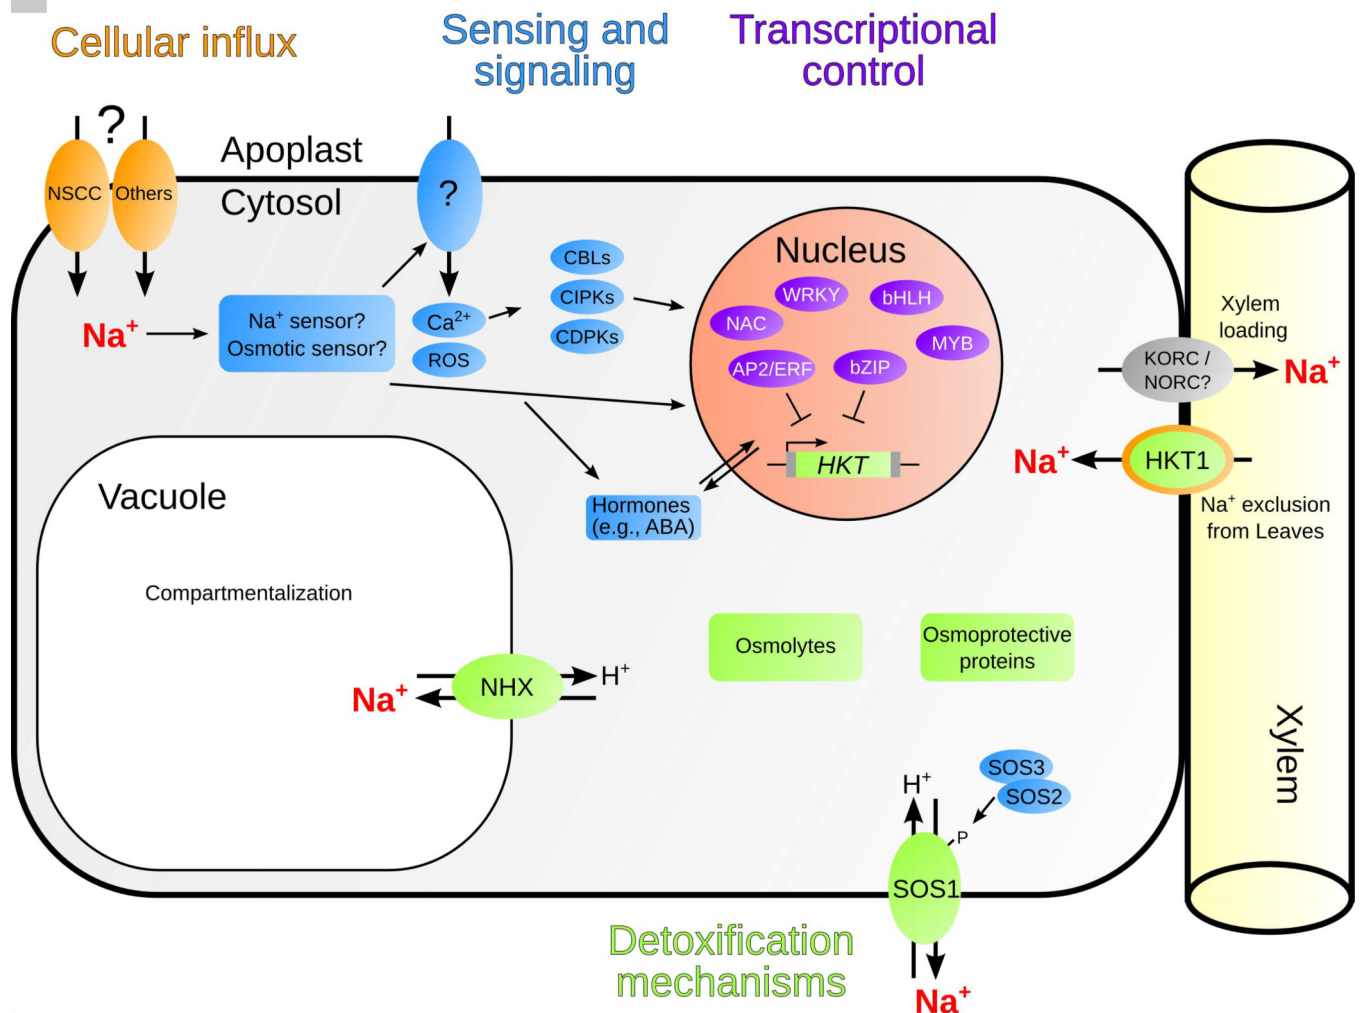 Cellular influx
Sensing and
signaling
Transcriptional
control
?
Apoplast
Cytosol
NSCC
Others
?
Na⁺
Na⁺ sensor?
Osmotic sensor?
Ca²⁺
ROS
CBLs
CIPKs
CDPKs
Nucleus
WRKY
bHLH
NAC
MYB
AP2/ERF
bZIP
HKT
Hormones
(e.g., ABA)
Xylem
loading
KORC /
NORC?
Na⁺
Na⁺
HKT1
Na⁺ exclusion
from Leaves
Vacuole
Compartmentalization
Na⁺
NHX
H⁺
Osmolytes
Osmoprotective
proteins
Xylem
SOS3
SOS2
H⁺
P
SOS1
Na⁺
Detoxification
mechanisms